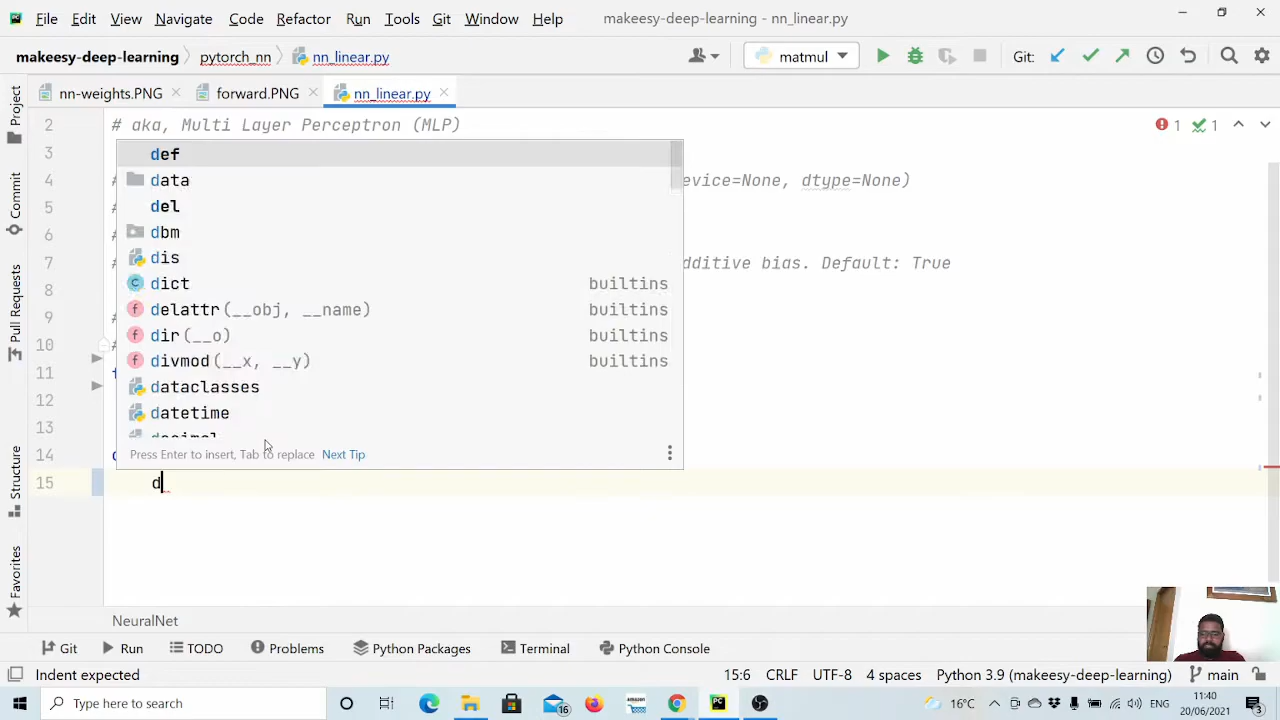 File Edit View Navigate Code Refactor Run Tools Git Window Help makeesy-deep-learning - nn_linear.py
makeesy-deep-learning pytorch_nn nn_linear.py matmul Git:
nn-weights.PNG forward.PNG nn_linear.py
2 # aka, Multi Layer Perceptron (MLP)
1 1
3
def
4 data evice=None, dtype=None)
5 del
6 dbm
7 dis dditive bias. Default: True
8 dict builtins
9 delattr(__obj, __name) builtins
10 dir(__o) builtins
11 divmod(__x, __y) builtins
12 dataclasses
13 datetime
decimal
14 Press Enter to insert, Tab to replace Next Tip
15 d
Project
Commit
Pull Requests
Structure
Favorites
NeuralNet
Git Run TODO Problems Python Packages Terminal Python Console
Indent expected 15:6 CRLF UTF-8 4 spaces Python 3.9 (makeesy-deep-learning) main
Type here to search amazon 16 16°C 11:40
20/06/2021 3